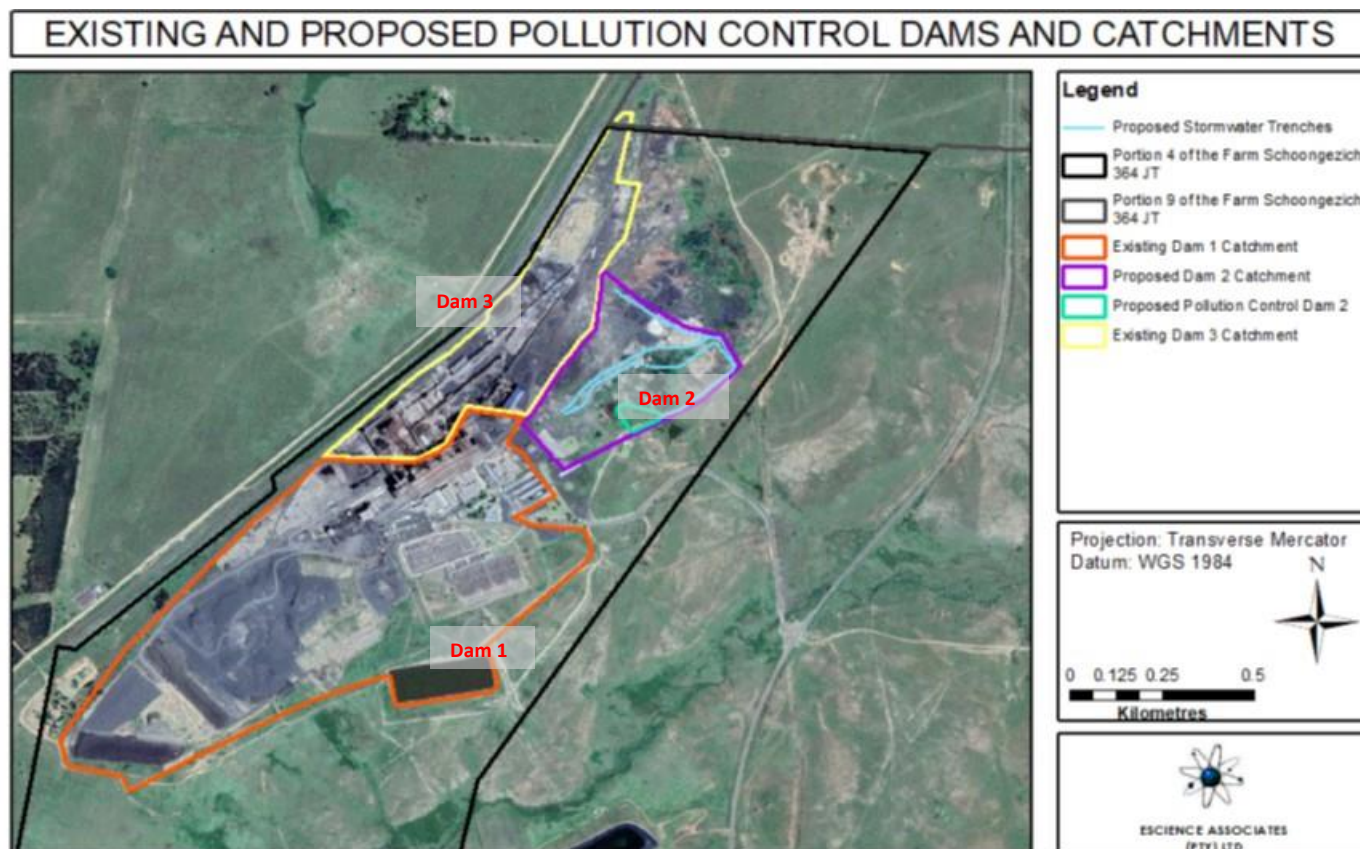 EXISTING AND PROPOSED POLLUTION CONTROL DAMS AND CATCHMENTS
Dam 3
Dam 2
Dam 1
Legend
Proposed Stormwater Trenches
Portion 4 of the Farm Schoongezich
364 JT
Portion 9 of the Farm Schoongezich
364 JT
Existing Dam 1 Catchment
Proposed Dam 2 Catchment
Proposed Pollution Control Dam 2
Existing Dam 3 Catchment
Projection: Transverse Mercator
Datum: WGS 1984
N
0 0.125 0.25 0.5
Kilometres
ESCIENCE ASSOCIATES
(PTY) LTD